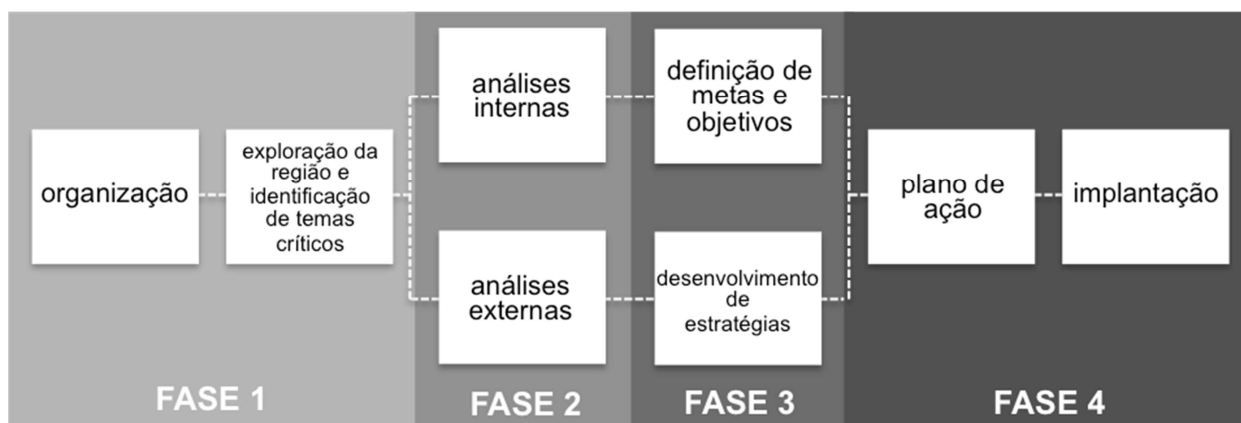 organização
exploração da
região e
identificação
de temas
críticos
análises
internas
análises
externas
definição de
metas e
objetivos
desenvolvimento
de
estratégias
plano de
ação
implantação
FASE 1
FASE 2
FASE 3
FASE 4